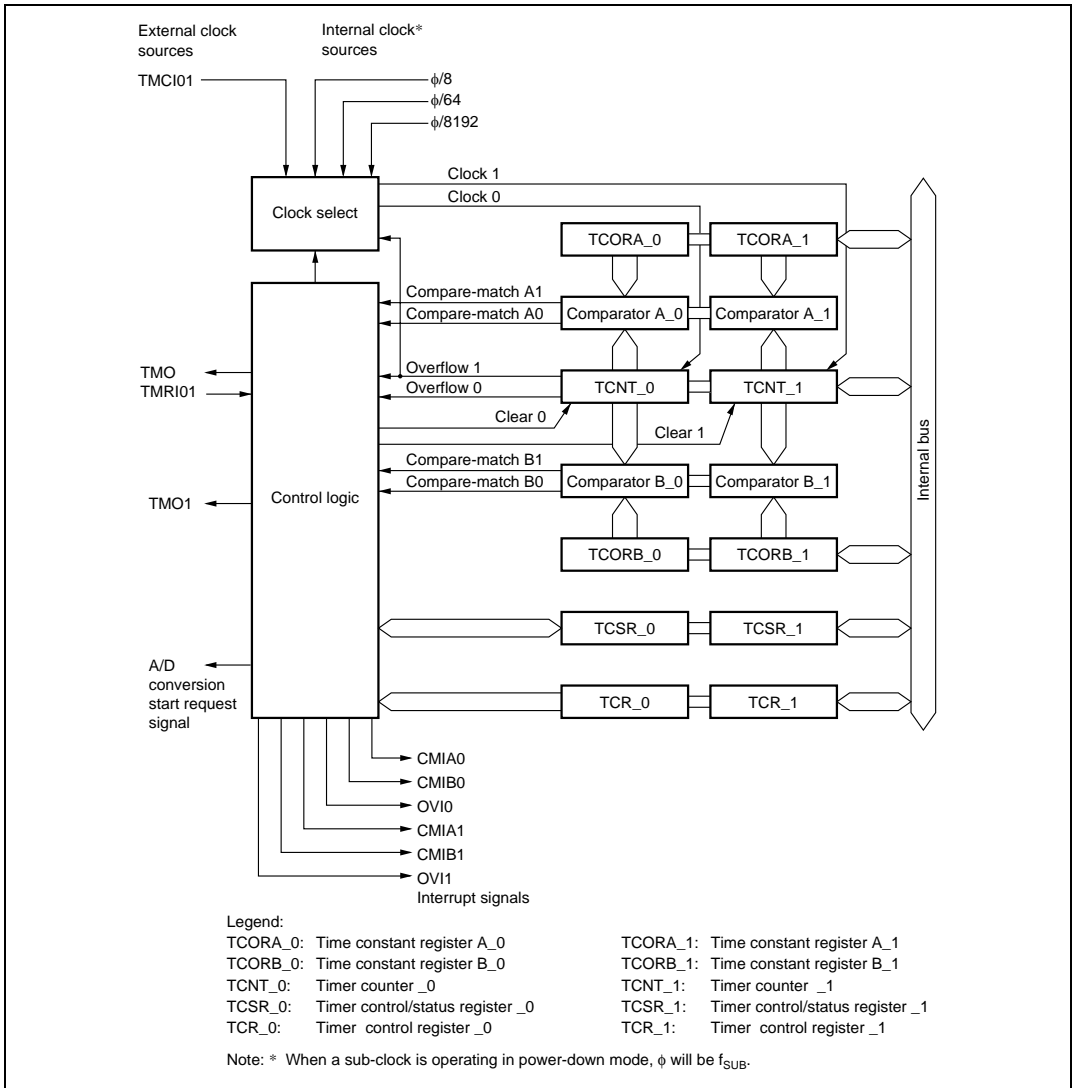 External clock
sources
Internal clock*
sources
TMCI01
ϕ/8
ϕ/64
ϕ/8192
Clock 1
Clock 0
Clock select
TCORA_0
TCORA_1
Compare-match A1
Compare-match A0
Comparator A_0
Comparator A_1
TMO
TMRI01
Overflow 1
Overflow 0
TCNT_0
TCNT_1
Clear 0
Clear 1
Internal bus
Compare-match B1
Compare-match B0
Comparator B_0
Comparator B_1
Control logic
TMO1
TCORB_0
TCORB_1
TCSR_0
TCSR_1
A/D
conversion
start request
signal
TCR_0
TCR_1
CMIA0
CMIB0
OVI0
CMIA1
CMIB1
OVI1
Interrupt signals
Legend:
TCORA_0: Time constant register A_0
TCORA_1: Time constant register A_1
TCORB_0: Time constant register B_0
TCORB_1: Time constant register B_1
TCNT_0: Timer counter _0
TCNT_1: Timer counter _1
TCSR_0: Timer control/status register _0
TCSR_1: Timer control/status register _1
TCR_0: Timer control register _0
TCR_1: Timer control register _1
Note: * When a sub-clock is operating in power-down mode, ϕ will be fSUB.